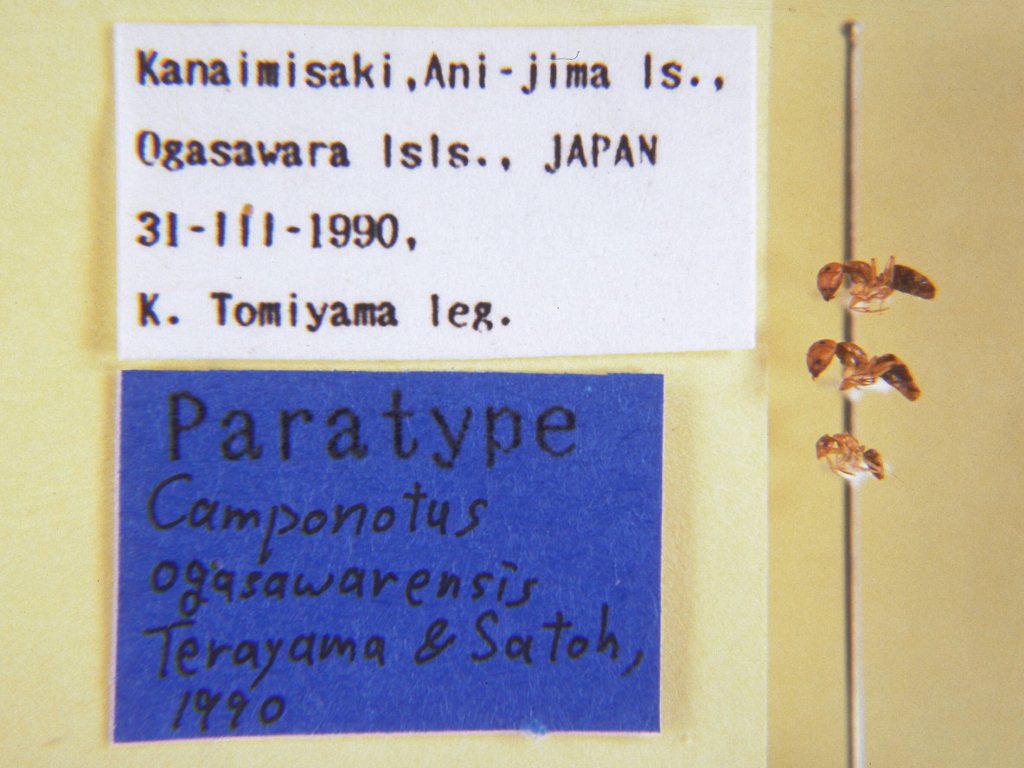 Kanaimisaki,Ani-jima Is.,
Ogasawara Isls., JAPAN
31-III-1990,
K. Tomiyama leg.
Paratype
Camponotus
ogasawarensis
Terayama & Satoh,
1990